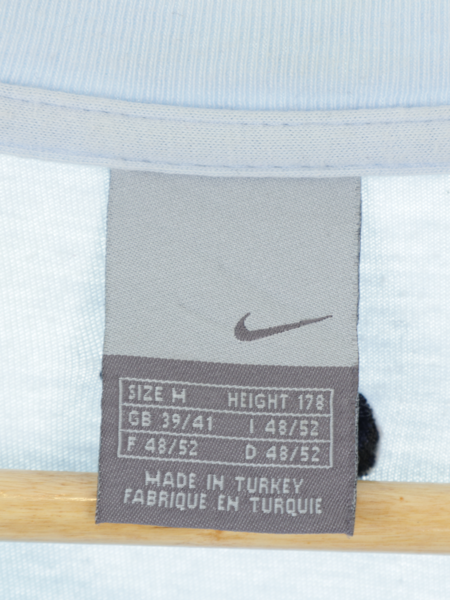 SIZE M HEIGHT 178
GB 39/41 I 48/52
F 48/52 D 48/52
MADE IN TURKEY
FABRIQUE EN TURQUIE